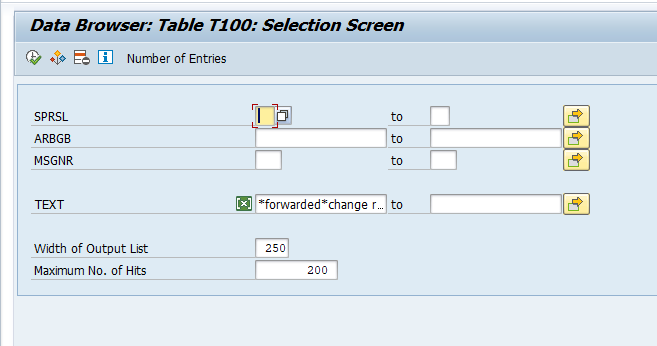 Data Browser: Table T100: Selection Screen
Number of Entries
SPRSL to
ARBGB to
MSGNR to
TEXT *forwarded*change r... to
Width of Output List 250
Maximum No. of Hits 200